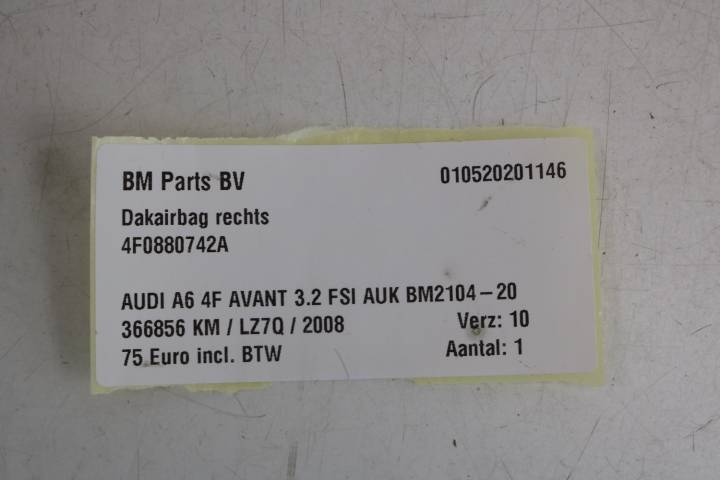 BM Parts BV 010520201146
Dakairbag rechts
4F0880742A
AUDI A6 4F AVANT 3.2 FSI AUK BM2104-20
366856 KM / LZ7Q / 2008 Verz: 10
75 Euro incl. BTW Aantal: 1